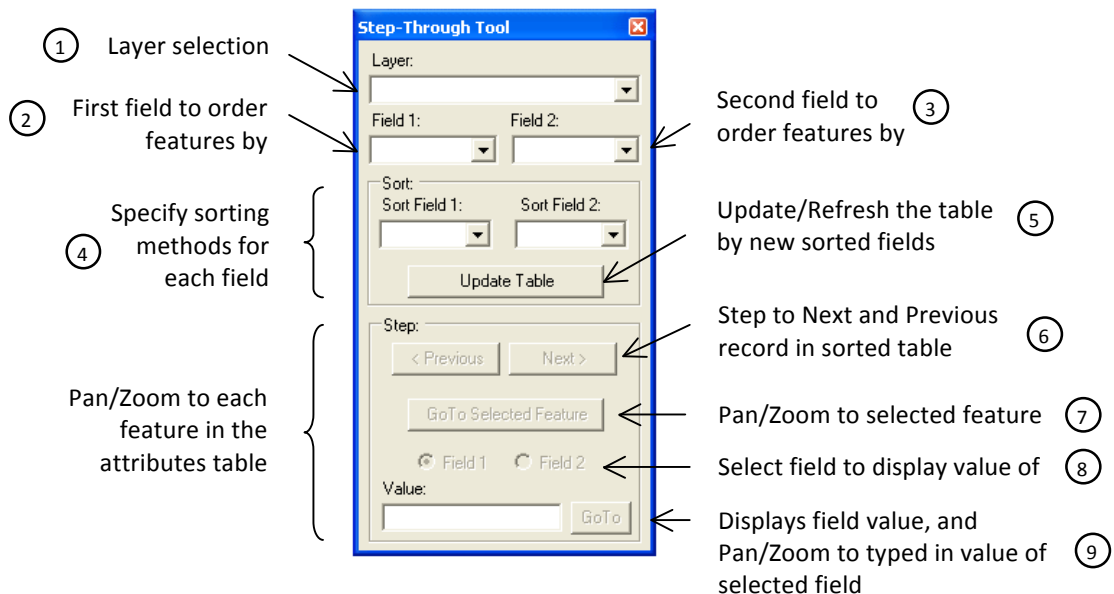 Step-Through Tool
1 Layer selection
Layer:
2 First field to order
features by
Field 1: Field 2:
Second field to
order features by 3
Sort:
Sort Field 1: Sort Field 2:
Specify sorting
4 methods for
each field
Update/Refresh the table
by new sorted fields 5
Update Table
Step:
< Previous Next >
Step to Next and Previous
record in sorted table 6
Pan/Zoom to each
feature in the
attributes table
GoTo Selected Feature
Pan/Zoom to selected feature 7
Field 1 Field 2
Select field to display value of 8
Value:
GoTo
Displays field value, and
Pan/Zoom to typed in value of 9
selected field